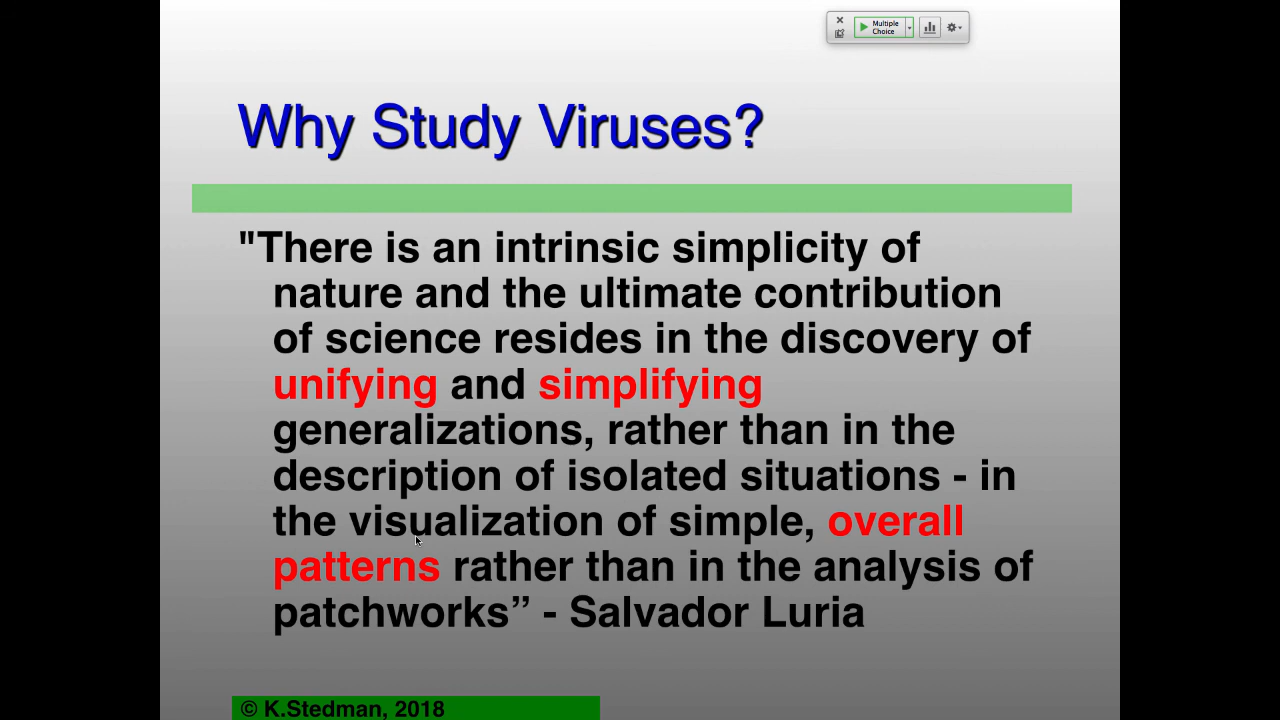 Multiple
Choice
Why Study Viruses?
"There is an intrinsic simplicity of
nature and the ultimate contribution
of science resides in the discovery of
unifying and simplifying
generalizations, rather than in the
description of isolated situations - in
the visualization of simple, overall
patterns rather than in the analysis of
patchworks” - Salvador Luria
© K.Stedman, 2018